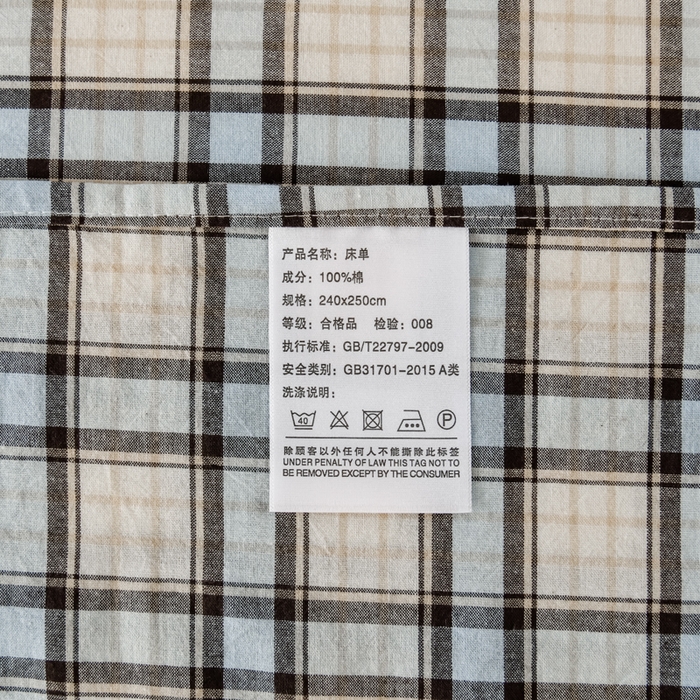 产品名称：床单
成分：100%棉
规格：240x250cm
等级：合格品 检验：008
执行标准：GB/T22797-2009
安全类别：GB31701-2015 A类
洗涤说明：
40 P
除顾客以外任何人不能撕除此标签
UNDER PENALTY OF LAW THIS TAG NOT TO
BE REMOVED EXCEPT BY THE CONSUMER